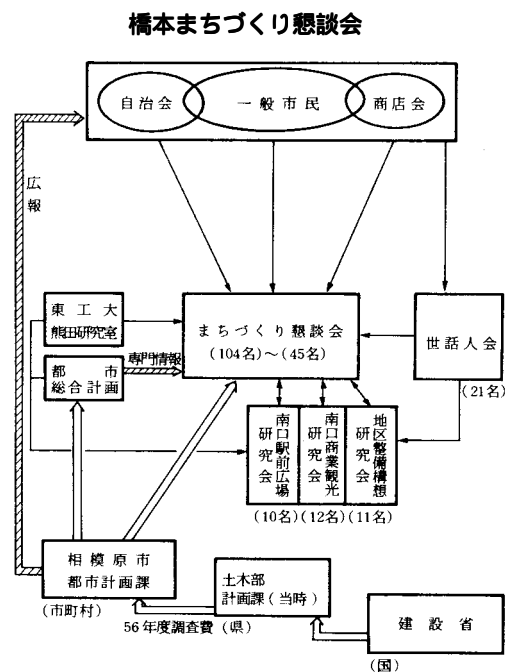 橋本まちづくり懇談会
自治会
一般市民
商店会
広報
東工大
熊田研究室
まちづくり懇談会
(104名)〜(45名)
世話人会
(21名)
専門情報
都市
総合計画
南口駅前広場
研究会
南口商業観光
研究会
地区整備構想
研究会
(10名)
(12名)
(11名)
相模原市
都市計画課
(市町村)
土木部
計画課(当時)
56年度調査費(県)
建設省
(国)